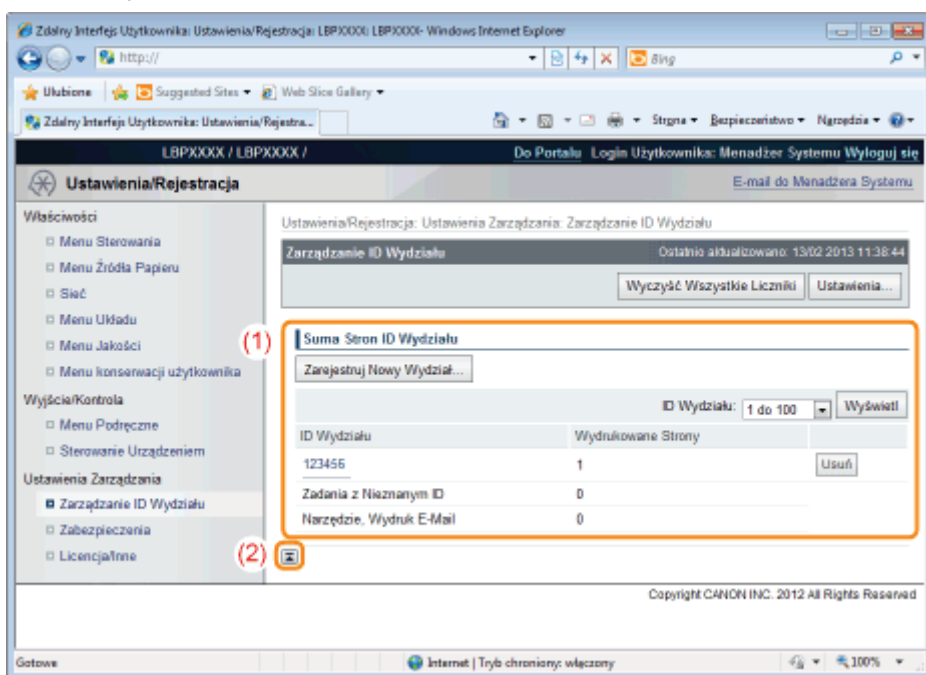 Zdalny Interfejs Użytkownika: Ustawienia/Rejestracja: LBPXXXX: LBPXXXX- Windows Internet Explorer
http://
Bing
Ulubione Suggested Sites Web Slice Gallery
Zdalny Interfejs Użytkownika: Ustawienia/Rejestra...
Strona Bezpieczeństwo Narzędzia
LBPXXXX / LBPXXXX /
Do Portalu Login Użytkownika: Menadżer Systemu Wyloguj się
Ustawienia/Rejestracja
E-mail do Menadżera Systemu
Właściwości
Menu Sterowania
Menu Źródła Papieru
Sieć
Menu Układu
Menu Jakości
Menu konserwacji użytkownika
Wyjście/Kontrola
Menu Podręczne
Sterowanie Urządzeniem
Ustawienia Zarządzania
Zarządzanie ID Wydziału
Zabezpieczenia
Licencja/Inne
Ustawienia/Rejestracja: Ustawienia Zarządzania: Zarządzanie ID Wydziału
Zarządzanie ID Wydziału
Ostatnio aktualizowano: 13/02 2013 11:38:44
Wyczyść Wszystkie Liczniki Ustawienia...
(1)
Suma Stron ID Wydziału
Zarejestruj Nowy Wydział...
ID Wydziału: 1 do 100 Wyświetl
ID Wydziału Wydrukowane Strony
123456 1 Usuń
Zadania z Nieznanym ID 0
Narzędzie, Wydruk E-Mail 0
(2)
Copyright CANON INC. 2012 All Rights Reserved
Gotowe
Internet | Tryb chroniony: włączony
100%